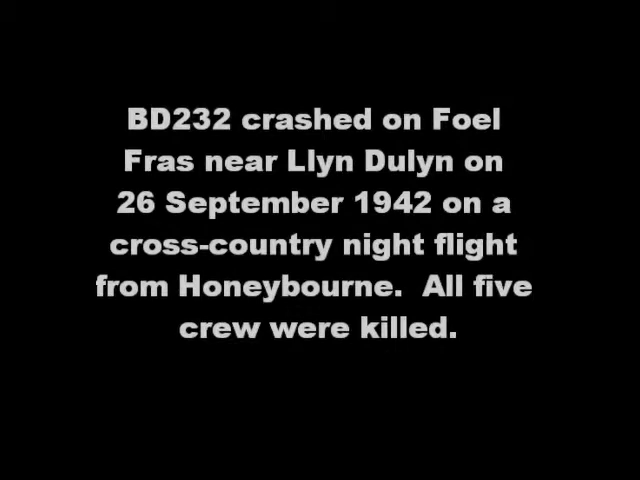 BD232 crashed on Foel
Fras near Llyn Dulyn on
26 September 1942 on a
cross-country night flight
from Honeybourne.  All five
crew were killed.